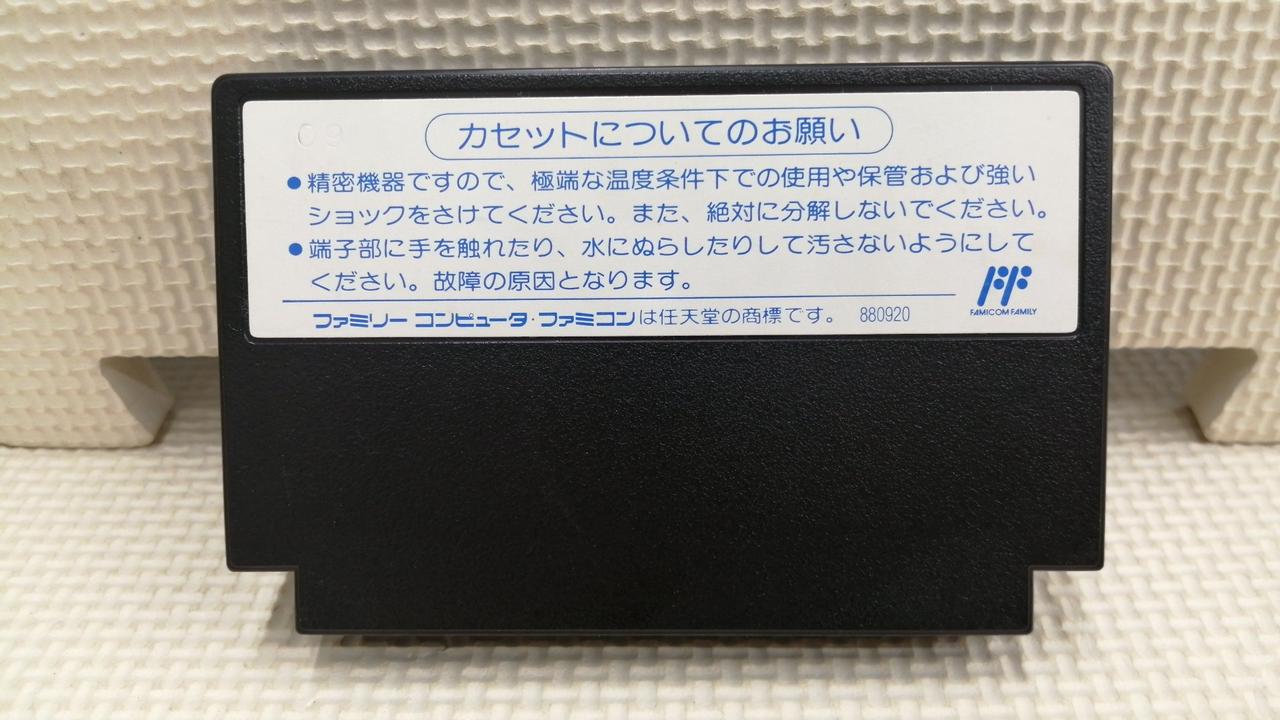 09
カセットについてのお願い
●精密機器ですので、極端な温度条件下での使用や保管および強い
ショックをさけてください。また、絶対に分解しないでください。
●端子部に手を触れたり、水にぬらしたりして汚さないようにして
ください。故障の原因となります。
ファミリー コンピュータ・ファミコンは任天堂の商標です。 880920
FAMICOM FAMILY